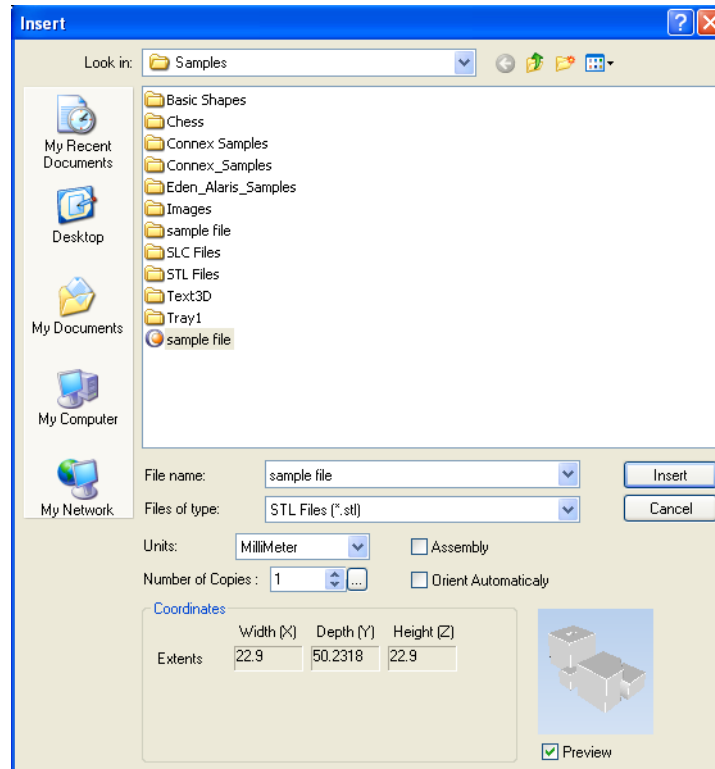 Insert
Look in:
Samples
My Recent
Documents
Desktop
My Documents
My Computer
My Network
Basic Shapes
Chess
Connex Samples
Connex_Samples
Eden_Alaris_Samples
Images
sample file
SLC Files
STL Files
Text3D
Tray1
sample file
File name: sample file Insert
Files of type: STL Files (*.stl) Cancel
Units: MilliMeter Assembly
Number of Copies : 1 ... Orient Automaticaly
Coordinates
Width (X) Depth (Y) Height (Z)
Extents 22.9 50.2318 22.9
Preview